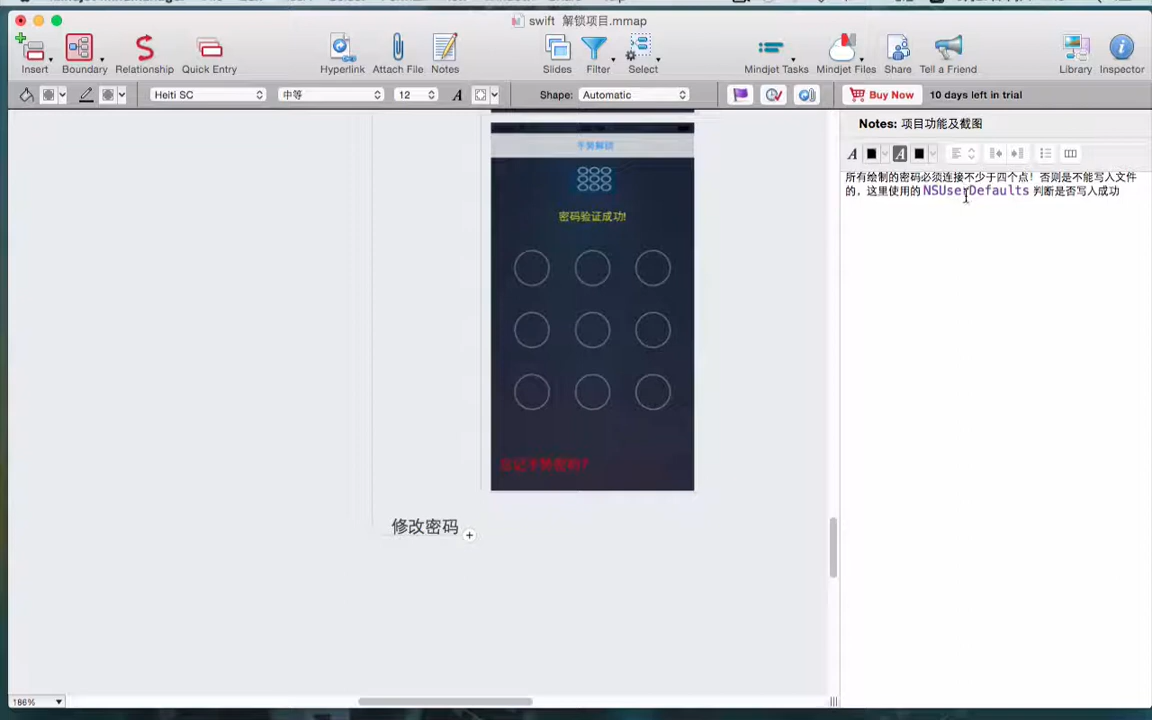 swift 解锁项目.mmap
Insert Boundary Relationship Quick Entry Hyperlink Attach File Notes Slides Filter Select Mindjet Tasks Mindjet Files Share Tell a Friend Library Inspector
Heiti SC 中等 12 Shape: Automatic Buy Now 10 days left in trial
Notes: 项目功能及截图
所有绘制的密码必须连接不少于四个点！否则是不能写入文件
的。这里使用的 NSUserDefaults 判断是否写入成功
手势解锁
密码验证成功!
忘记手势密码?
修改密码
186%